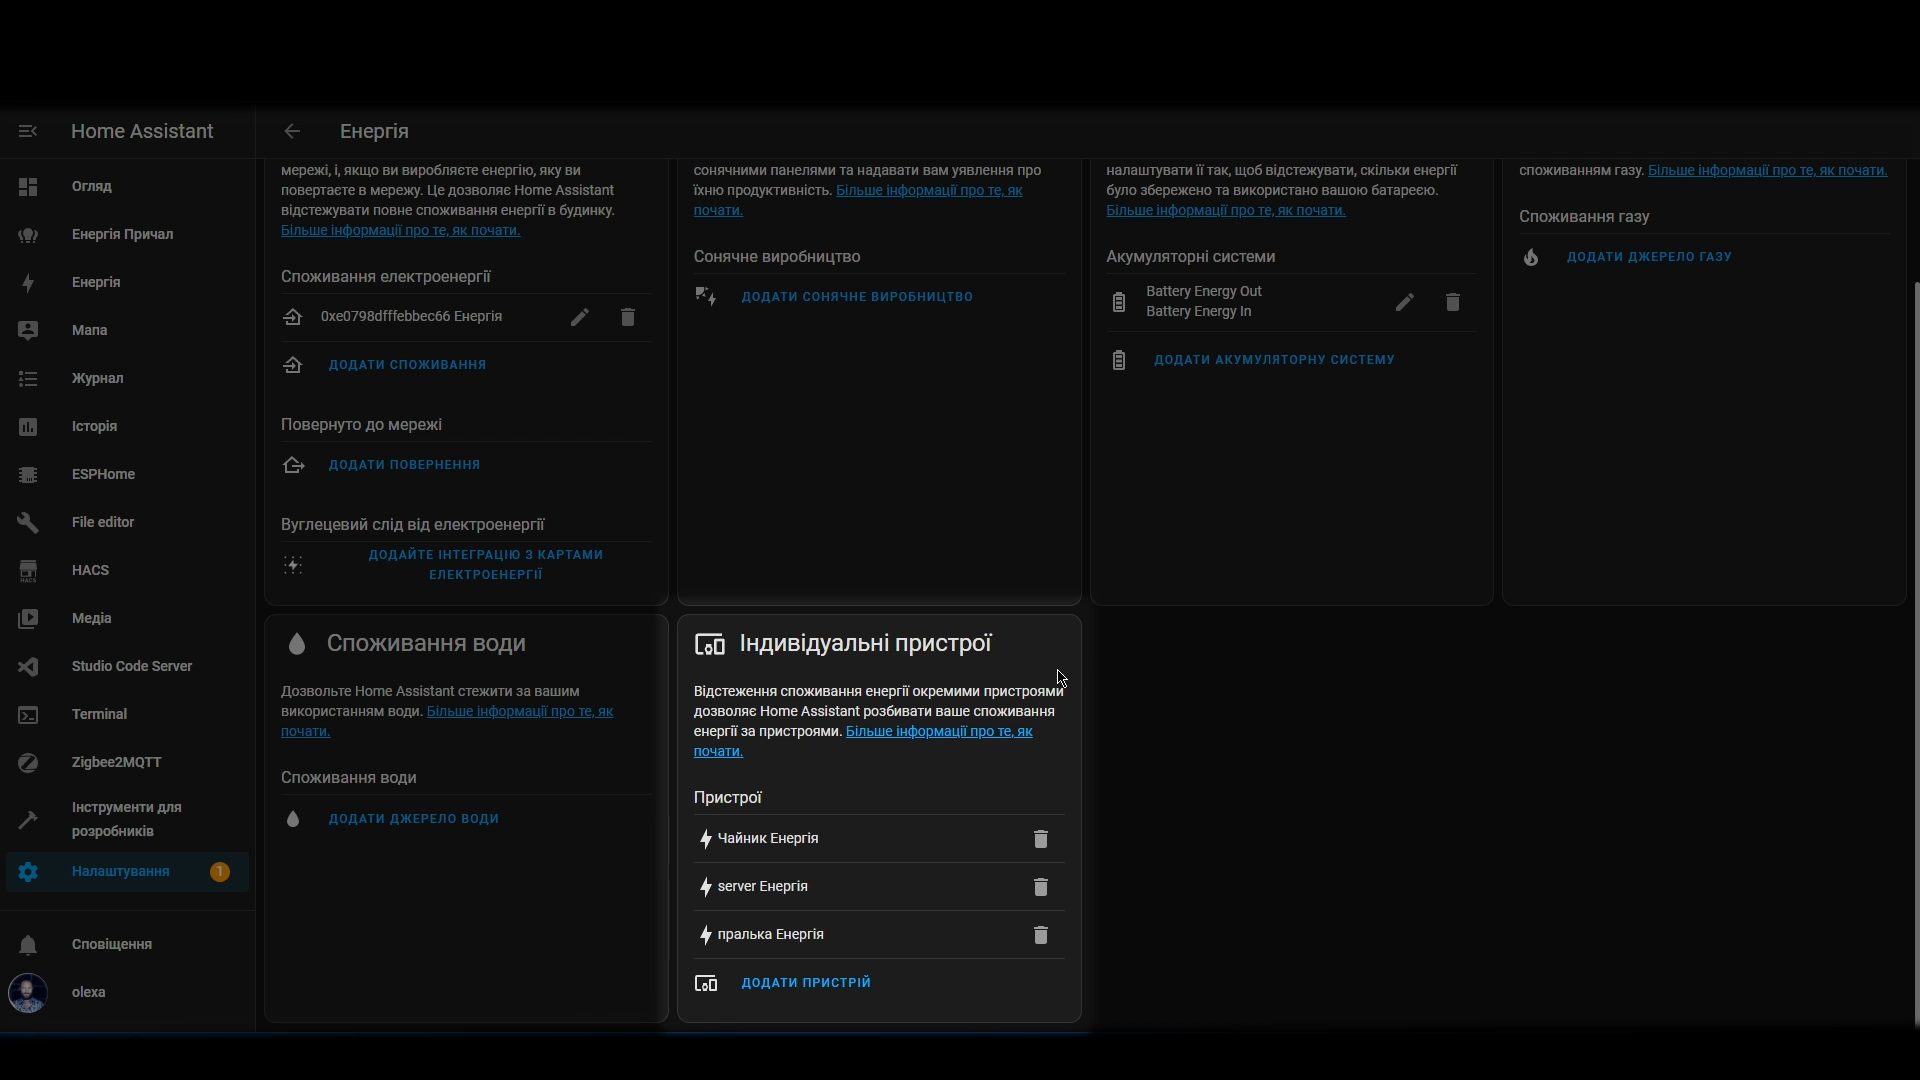 Home Assistant
Енергія
Огляд
Енергія Причал
Енергія
Мапа
Журнал
Історія
ESPHome
File editor
HACS
HACS
Медіа
Studio Code Server
Terminal
Zigbee2MQTT
Інструменти для
розробників
Налаштування
1
Сповіщення
olexa
мережі, і, якщо ви виробляєте енергію, яку ви
повертаєте в мережу. Це дозволяє Home Assistant
відстежувати повне споживання енергії в будинку.
Більше інформації про те, як почати.
Споживання електроенергії
0xe0798dfffebbec66 Енергія
ДОДАТИ СПОЖИВАННЯ
Повернуто до мережі
ДОДАТИ ПОВЕРНЕННЯ
Вуглецевий слід від електроенергії
ДОДАЙТЕ ІНТЕГРАЦІЮ З КАРТАМИ
ЕЛЕКТРОЕНЕРГІЇ
сонячними панелями та надавати вам уявлення про
їхню продуктивність. Більше інформації про те, як
почати.
Сонячне виробництво
ДОДАТИ СОНЯЧНЕ ВИРОБНИЦТВО
налаштувати її так, щоб відстежувати, скільки енергії
було збережено та використано вашою батареєю.
Більше інформації про те, як почати.
Акумуляторні системи
Battery Energy Out
Battery Energy In
ДОДАТИ АКУМУЛЯТОРНУ СИСТЕМУ
споживанням газу. Більше інформації про те, як почати.
Споживання газу
ДОДАТИ ДЖЕРЕЛО ГАЗУ
Споживання води
Дозвольте Home Assistant стежити за вашим
використанням води. Більше інформації про те, як
почати.
Споживання води
ДОДАТИ ДЖЕРЕЛО ВОДИ
Індивідуальні пристрої
Відстеження споживання енергії окремими пристроями
дозволяє Home Assistant розбивати ваше споживання
енергії за пристроями. Більше інформації про те, як
почати.
Пристрої
Чайник Енергія
server Енергія
пралька Енергія
ДОДАТИ ПРИСТРІЙ